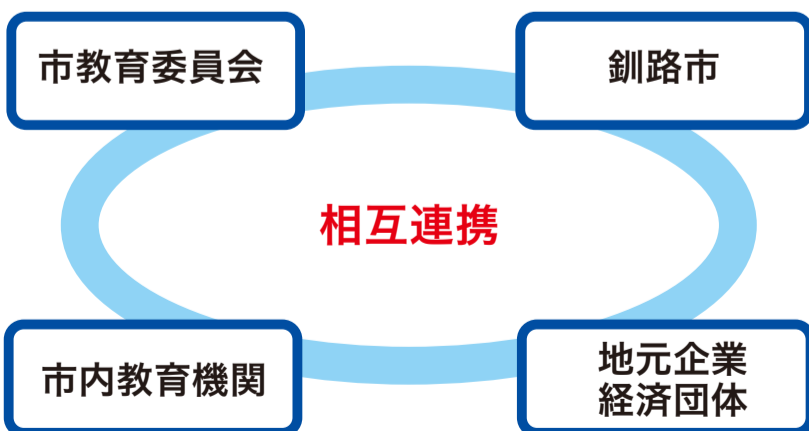 市教育委員会
釧路市
相互連携
市内教育機関
地元企業
経済団体